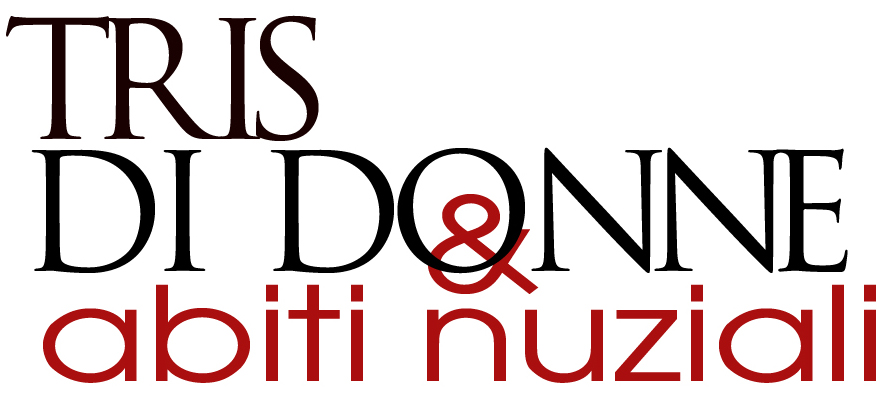 TRIS
DI DONNE
&
abiti nuziali